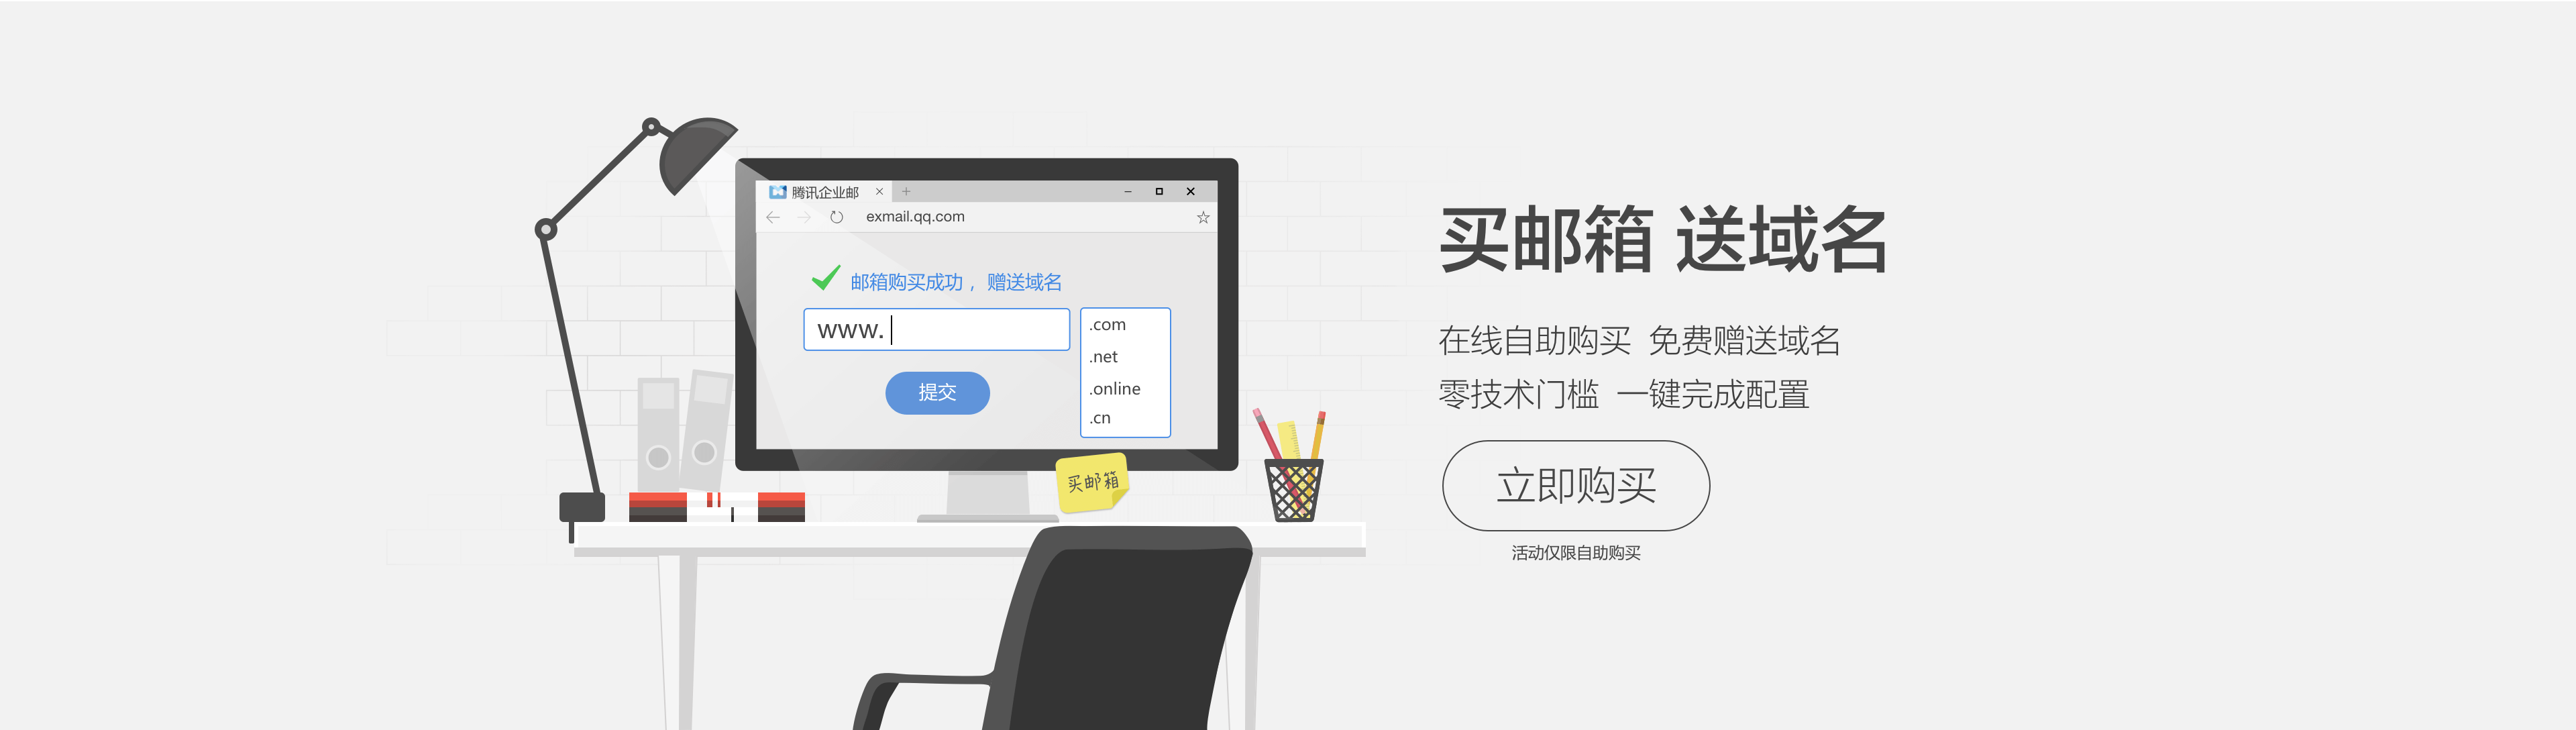 腾讯企业邮
exmail.qq.com
邮箱购买成功，赠送域名
www.
.com
.net
.online
.cn
提交
买邮箱
买邮箱 送域名
在线自助购买 免费赠送域名
零技术门槛 一键完成配置
立即购买
活动仅限自助购买